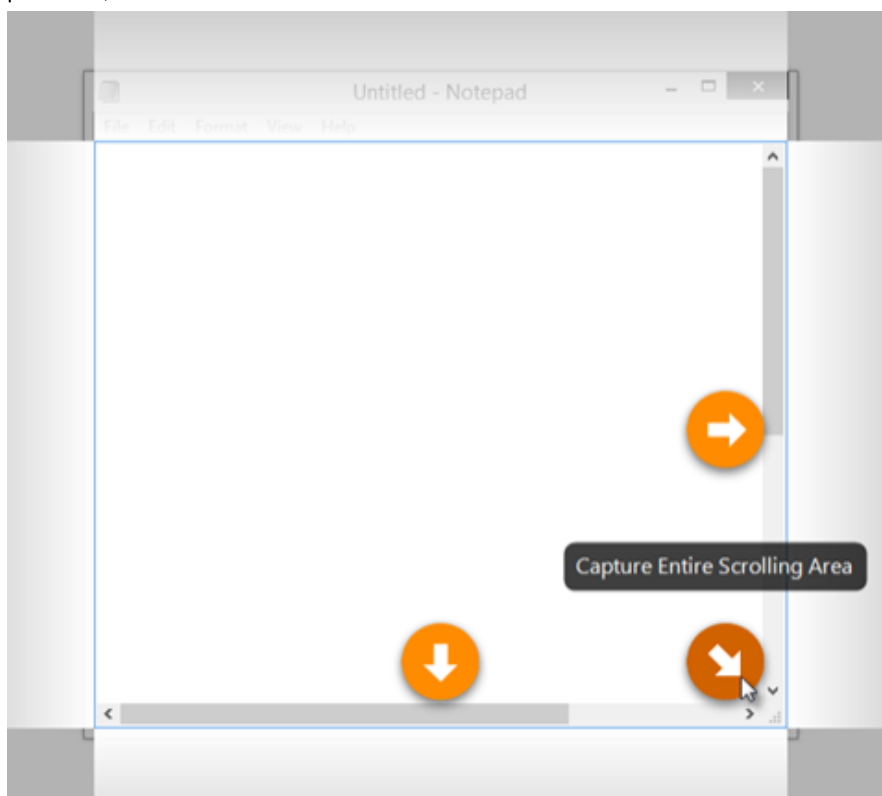 Untitled - Notepad
File Edit Format View Help
Capture Entire Scrolling Area